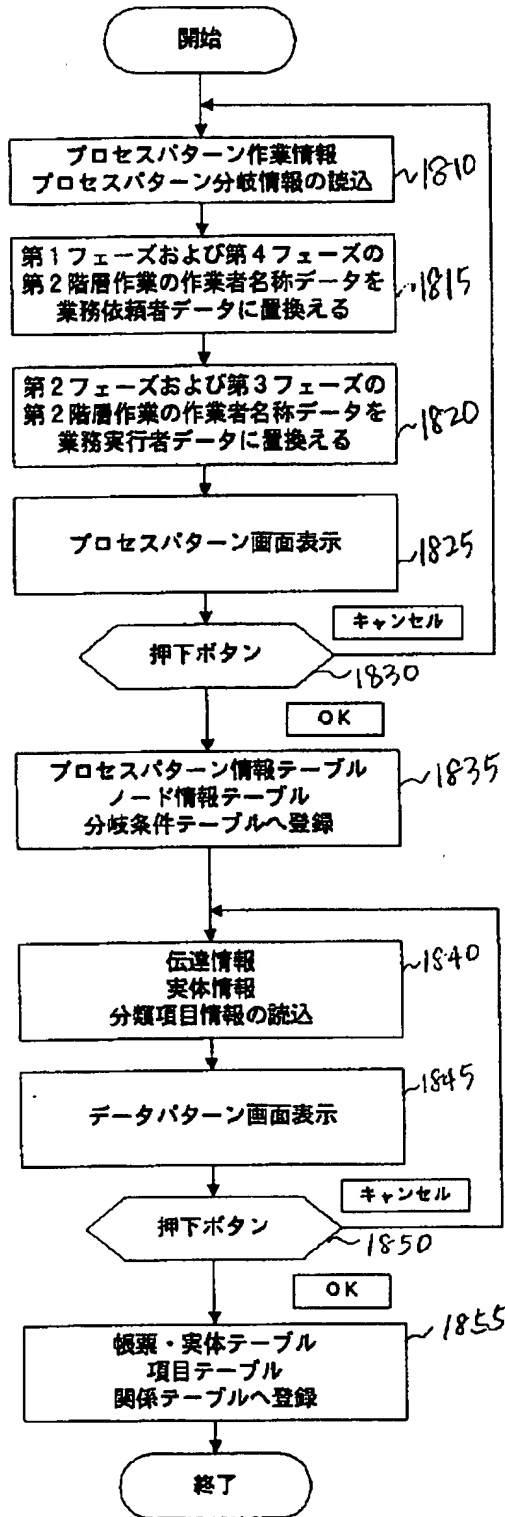 開始
プロセスパターン作業情報
プロセスパターン分岐情報の読込
1810
第1フェーズおよび第4フェーズの
第2階層作業の作業者名称データを
業務依頼者データに置換える
1815
第2フェーズおよび第3フェーズの
第2階層作業の作業者名称データを
業務実行者データに置換える
1820
プロセスパターン画面表示
1825
キャンセル
押下ボタン
1830
OK
プロセスパターン情報テーブル
ノード情報テーブル
分岐条件テーブルへ登録
1835
伝達情報
実体情報
分類項目情報の読込
1840
データパターン画面表示
1845
キャンセル
押下ボタン
1850
OK
帳票・実体テーブル
項目テーブル
関係テーブルへ登録
1855
終了